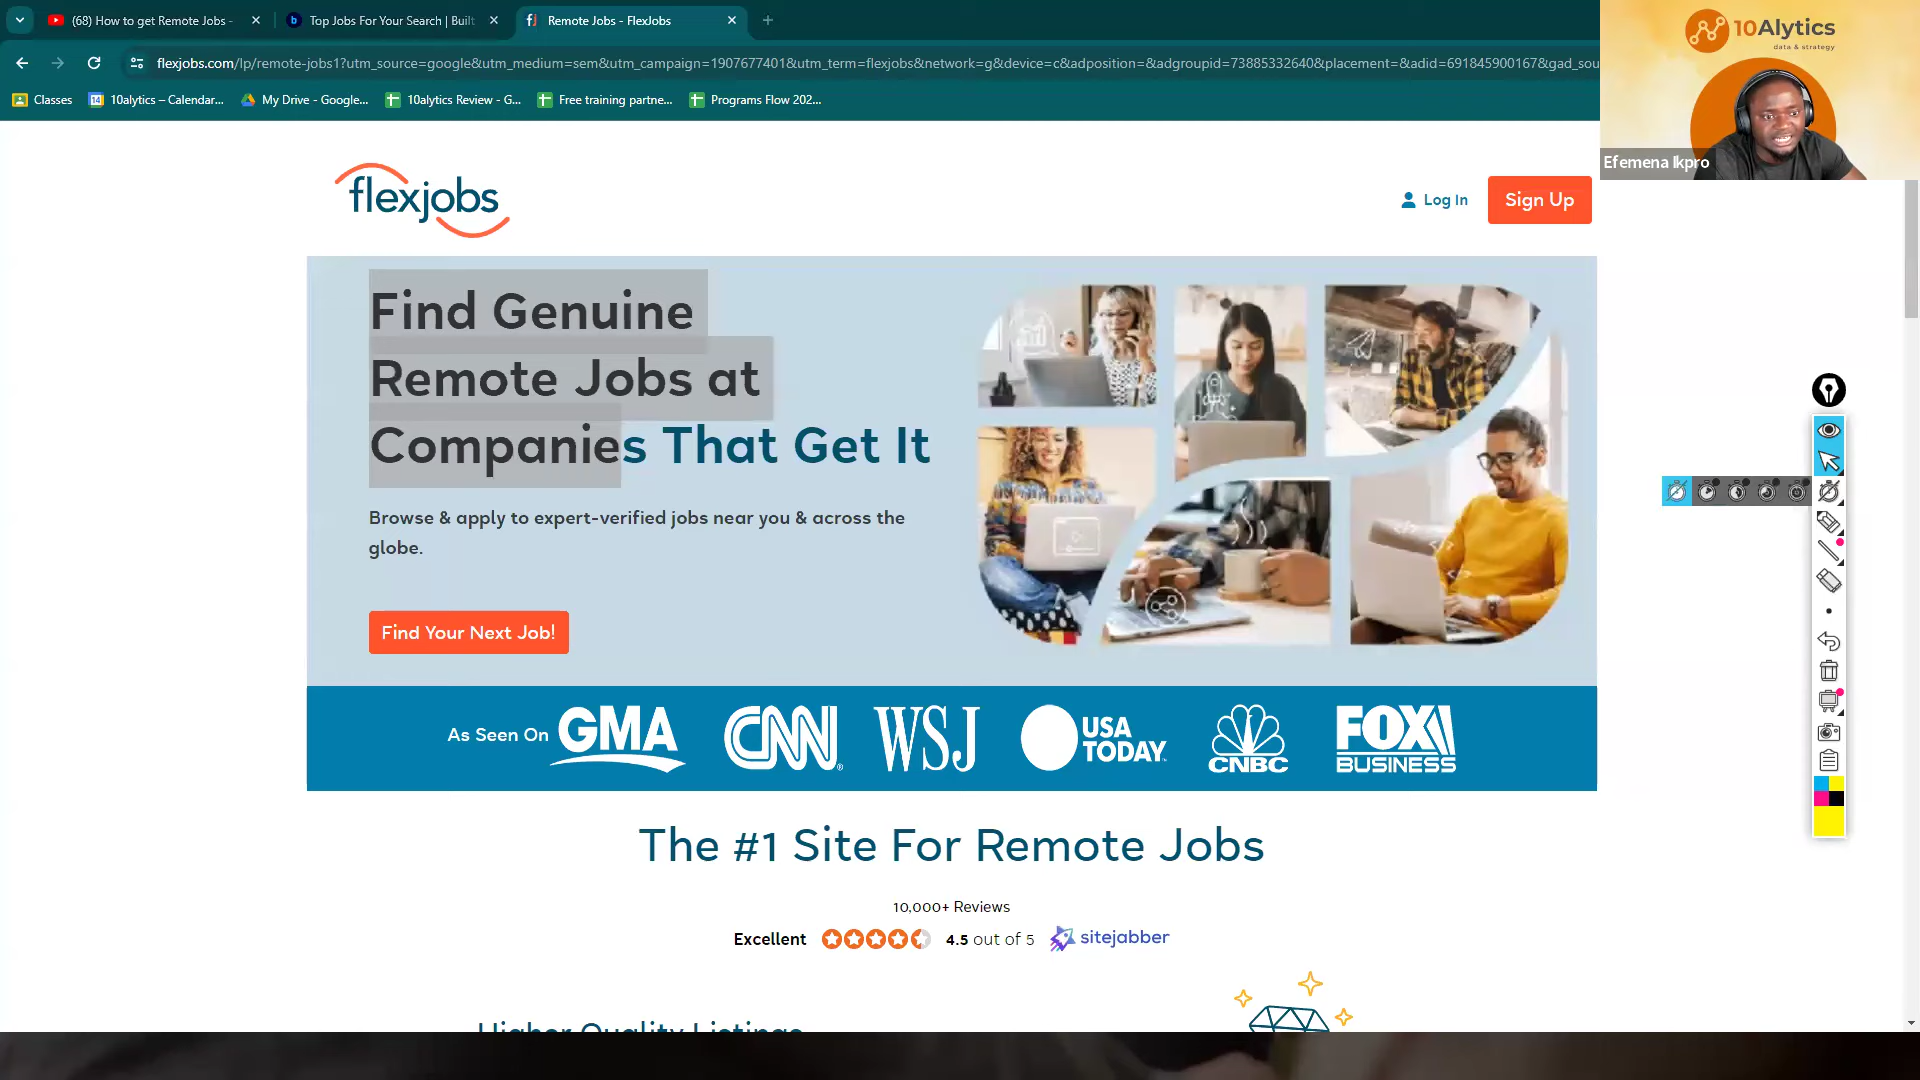 (68) How to get Remote Jobs -
Top Jobs For Your Search | Built
Remote Jobs - FlexJobs
flexjobs.com/lp/remote-jobs1?utm_source=google&utm_medium=sem&utm_campaign=1907677401&utm_term=flexjobs&network=g&device=c&adposition=&adgroupid=73885332640&placement=&adid=691845900167&gad_sou
Classes
10alytics – Calendar...
My Drive - Google...
10alytics Review - G...
Free training partne...
Programs Flow 202...
10Alytics
data & strategy
Efemena Ikpro
flexjobs
Log In
Sign Up
Find Genuine
Remote Jobs at
Companies That Get It
Browse & apply to expert-verified jobs near you & across the
globe.
Find Your Next Job!
As Seen On
GMA
CNN
WSJ
USA
TODAY
CNBC
FOX
BUSINESS
The #1 Site For Remote Jobs
10,000+ Reviews
Excellent
4.5 out of 5
sitejabber
Higher Quality Listings